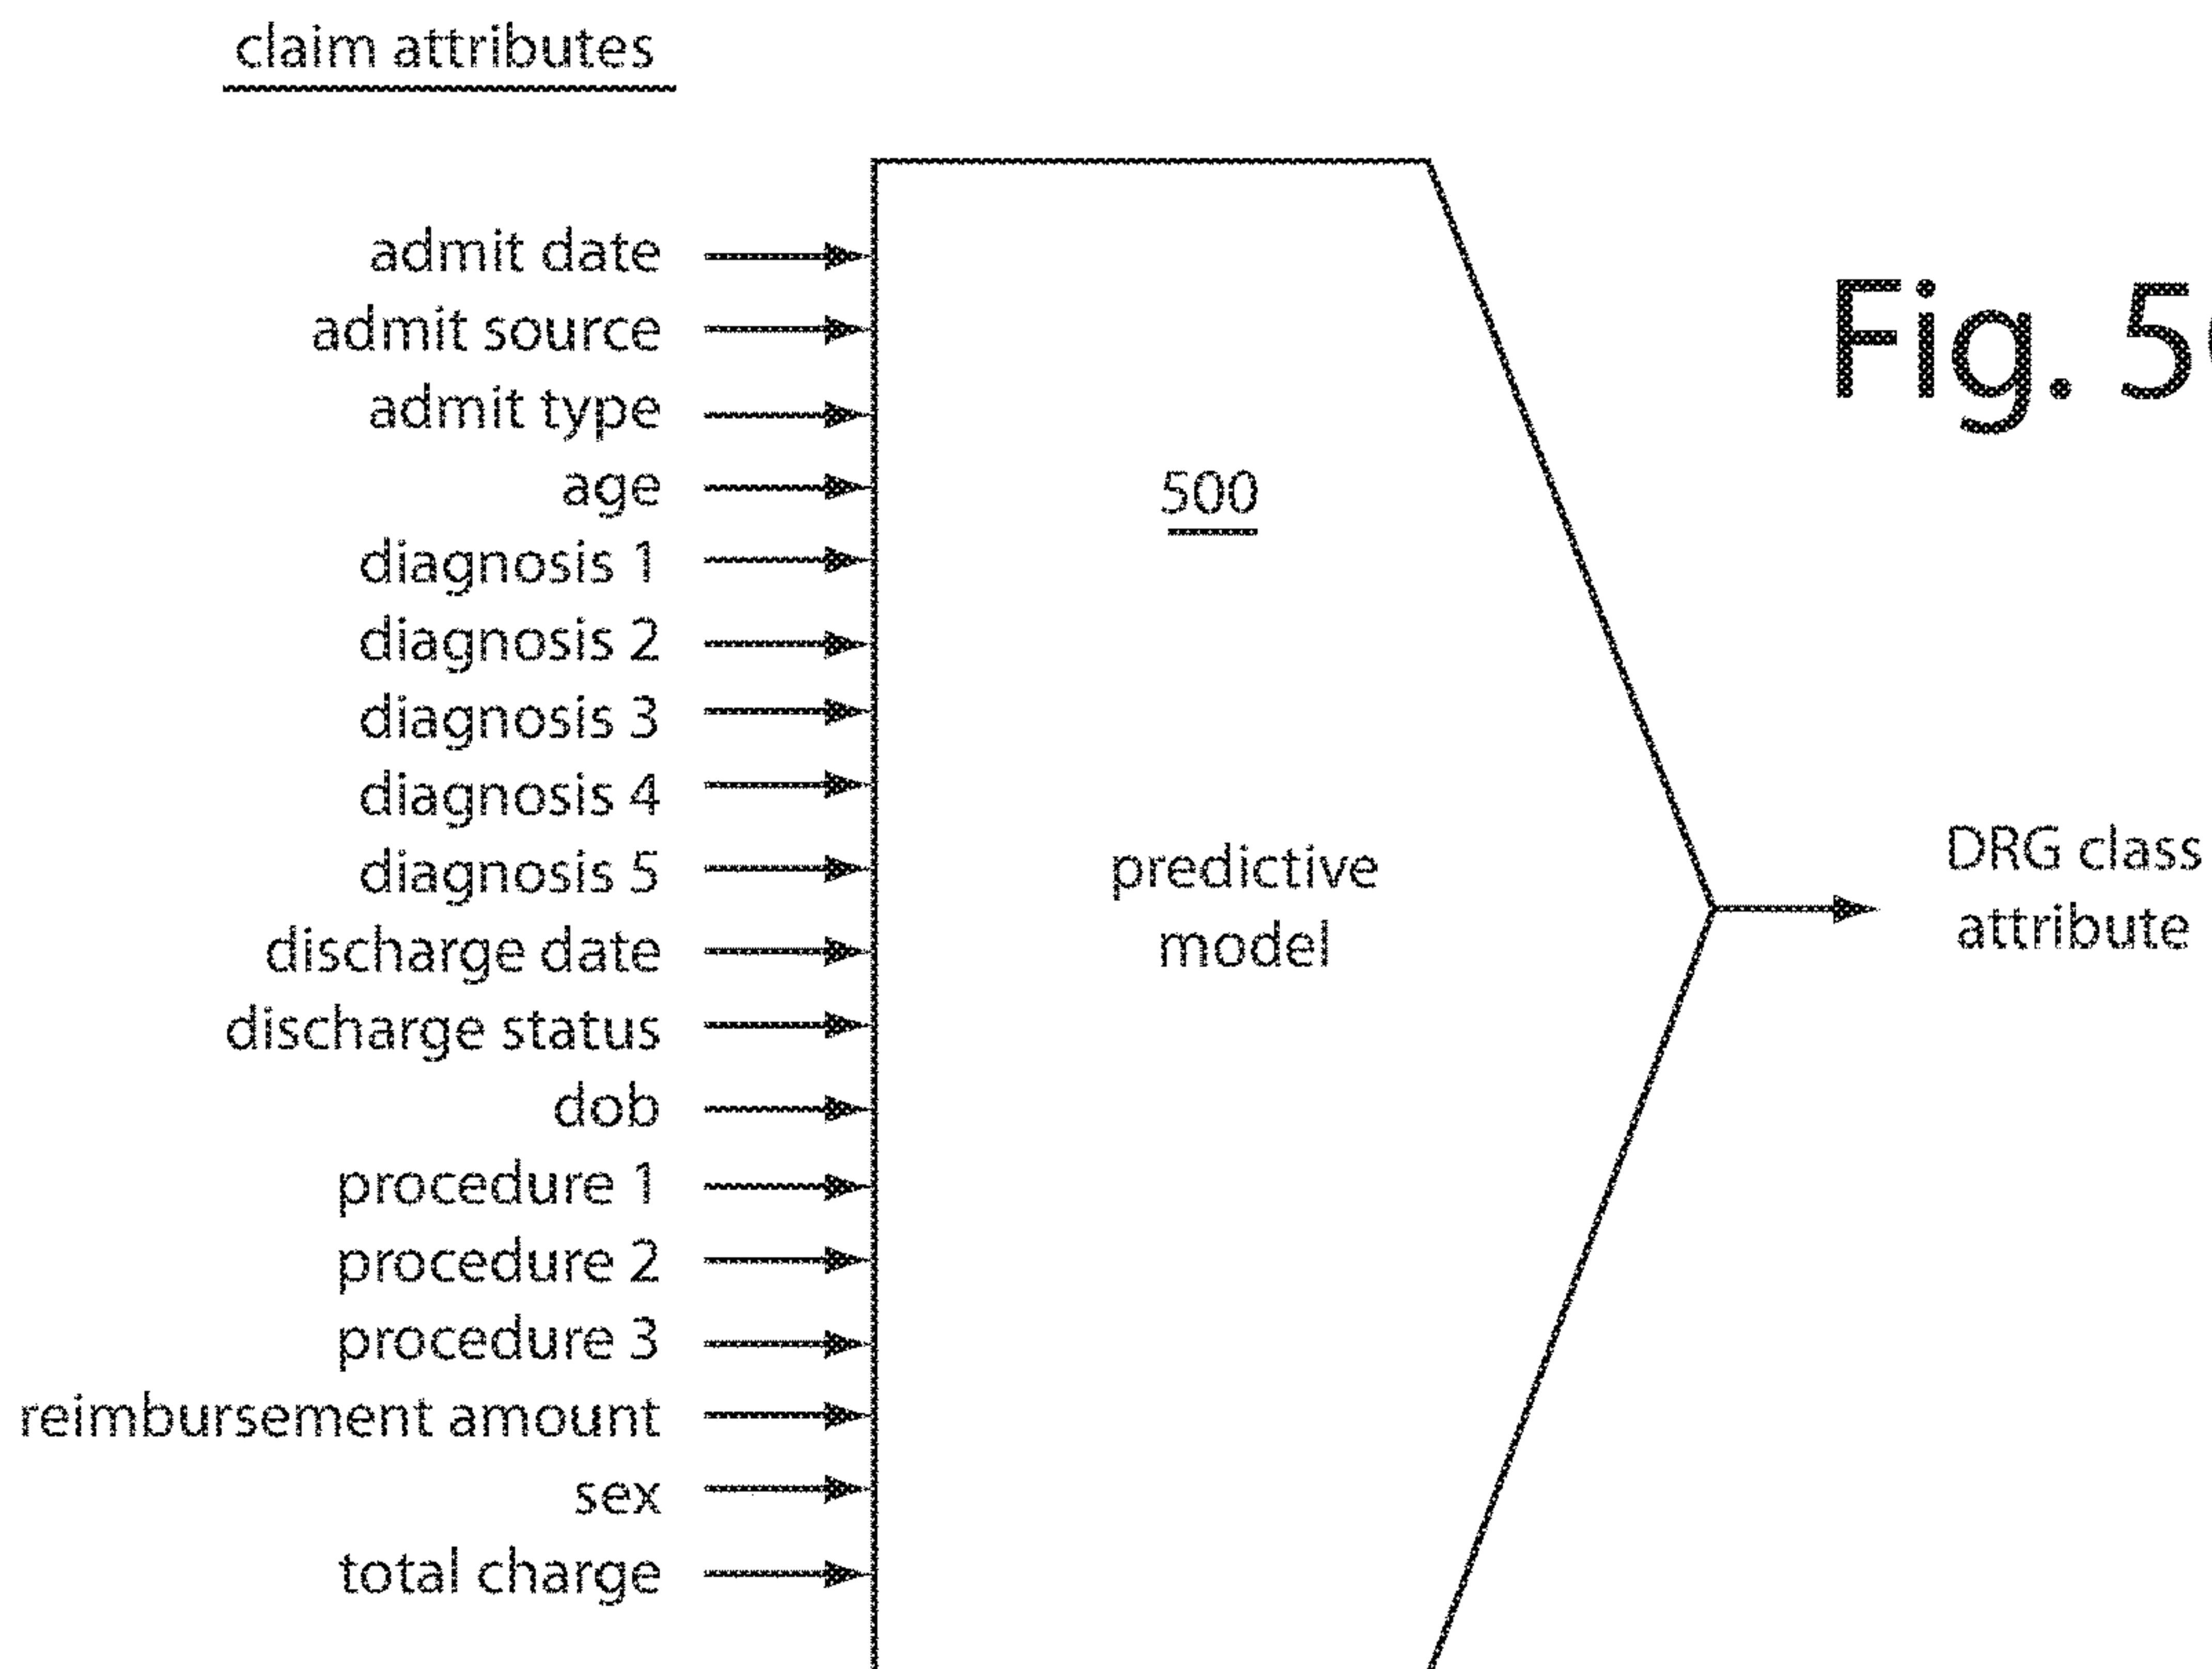 claim attributes
admit date
admit source
admit type
age
diagnosis 1
diagnosis 2
diagnosis 3
diagnosis 4
diagnosis 5
discharge date
discharge status
dob
procedure 1
procedure 2
procedure 3
reimbursement amount
sex
total charge
500
predictive
model
Fig.
DRG class
attribute